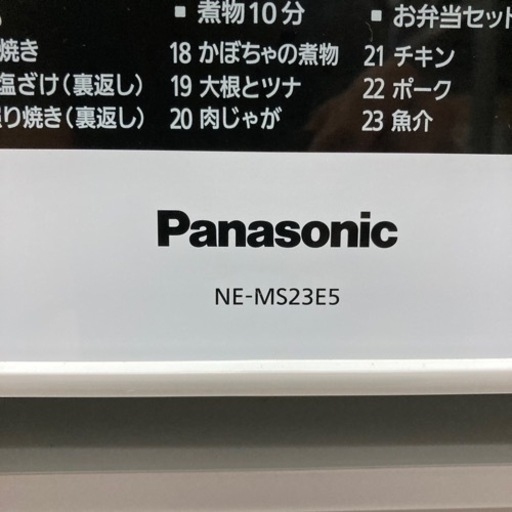 ■ 煮物10分
■ お弁当セット
焼き
18 かぼちゃの煮物
21 チキン
塩ざけ(裏返し)
19 大根とツナ
22 ポーク
り焼き(裏返し)
20 肉じゃが
23 魚介
Panasonic
NE-MS23E5